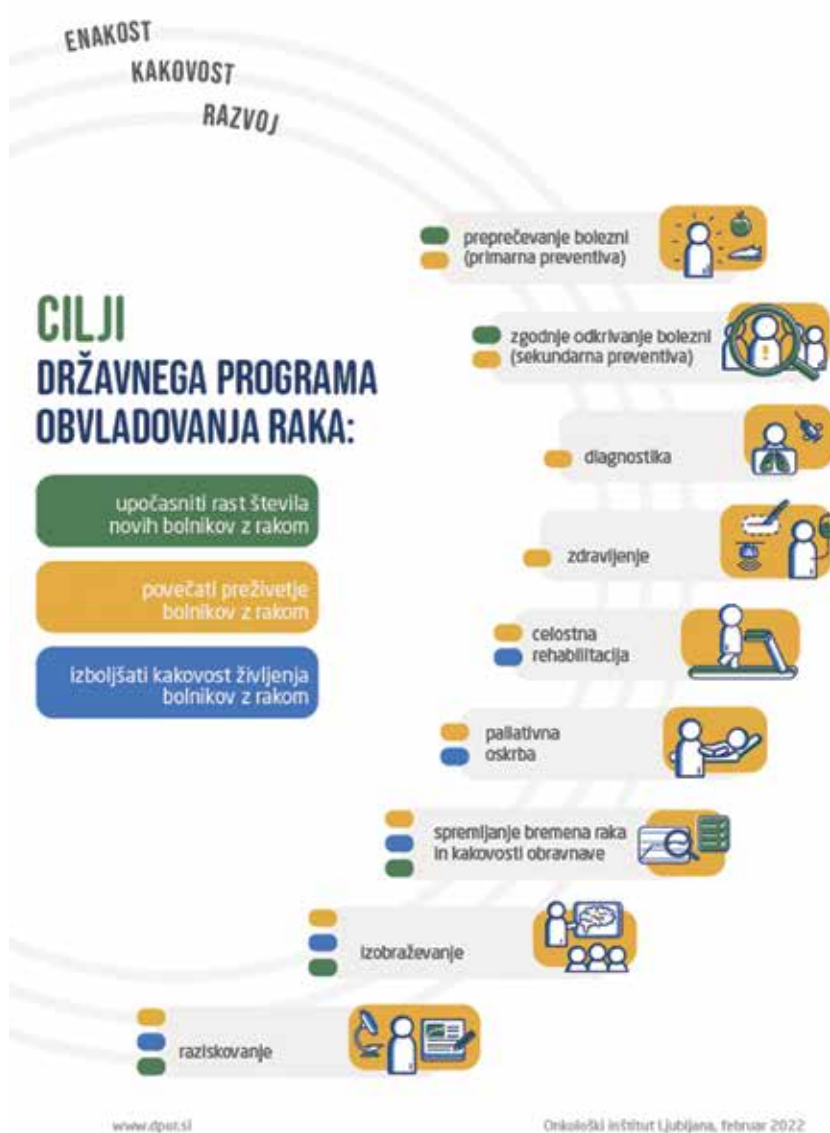 ENAKOST
KAKOVOST
RAZVOJ
preprečevanje bolezni
(primarna preventiva)
CILJI
DRŽAVNEGA PROGRAMA
OBVLADOVANJA RAKA:
zgodnje odkrivanje bolezni
(sekundarna preventiva)
diagnostika
upočasniti rast števila
novih bolnikov z rakom
zdravljenje
povečati preživetje
bolnikov z rakom
celostna
rehabilitacija
izboljšati kakovost življenja
bolnikov z rakom
paliativna
oskrba
spremljanje bremena raka
in kakovosti obravnave
izobraževanje
raziskovanje
www.dpor.si
Onkološki inštitut Ljubljana, februar 2022